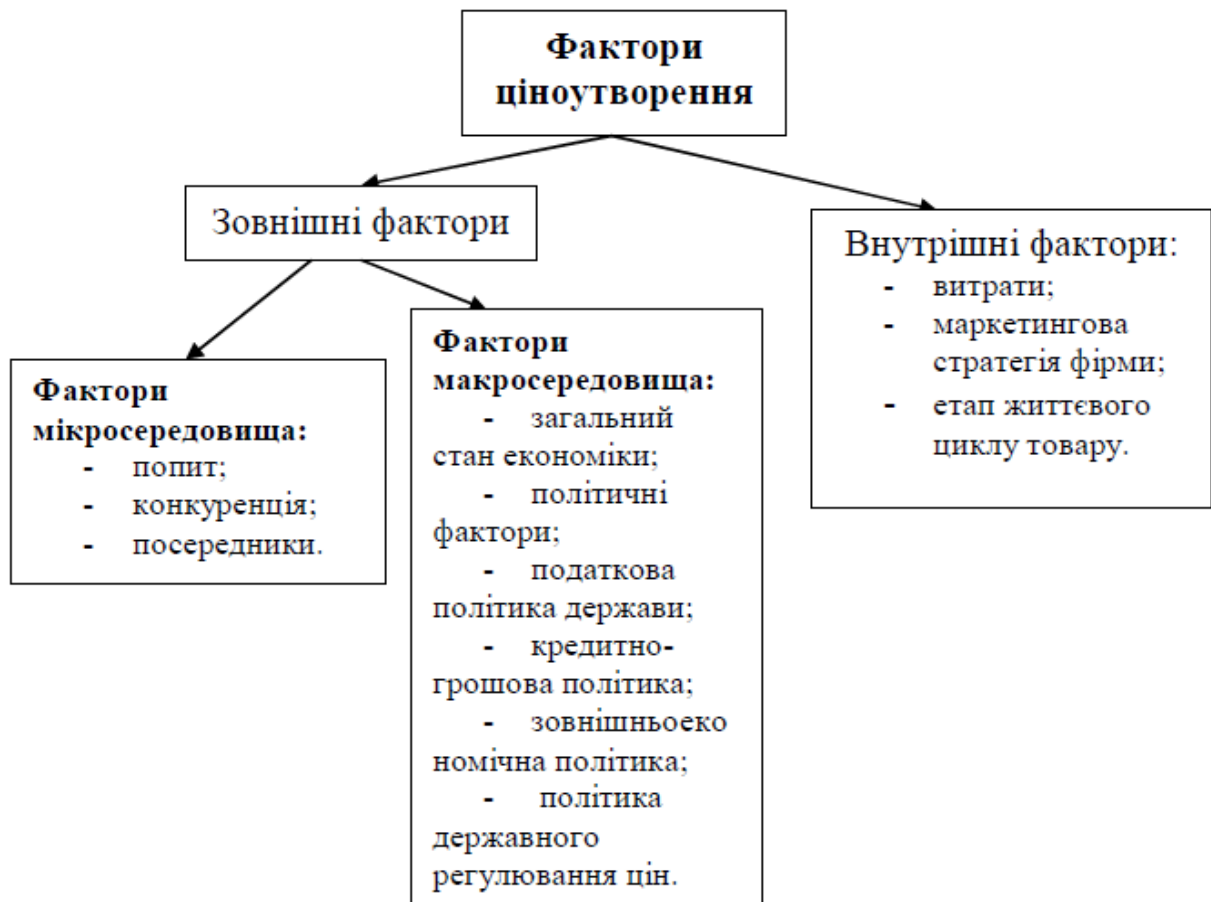 Фактори
ціноутворення
Зовнішні фактори
Фактори
мікросередовища:
- попит;
- конкуренція;
- посередники.
Фактори
макросередовища:
- загальний
стан економіки;
- політичні
фактори;
- податкова
політика держави;
- кредитно-
грошова політика;
- зовнішньоеко
номічна політика;
- політика
державного
регулювання цін.
Внутрішні фактори:
- витрати;
- маркетингова
стратегія фірми;
- етап життєвого
циклу товару.